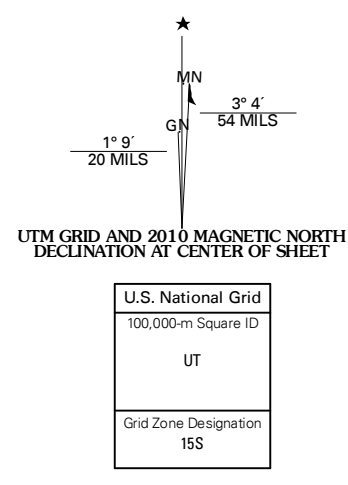 MN
3° 4´
54 MILS
GN
1° 9´
20 MILS
UTM GRID AND 2010 MAGNETIC NORTH
DECLINATION AT CENTER OF SHEET
U.S. National Grid
100,000-m Square ID
UT
Grid Zone Designation
15S